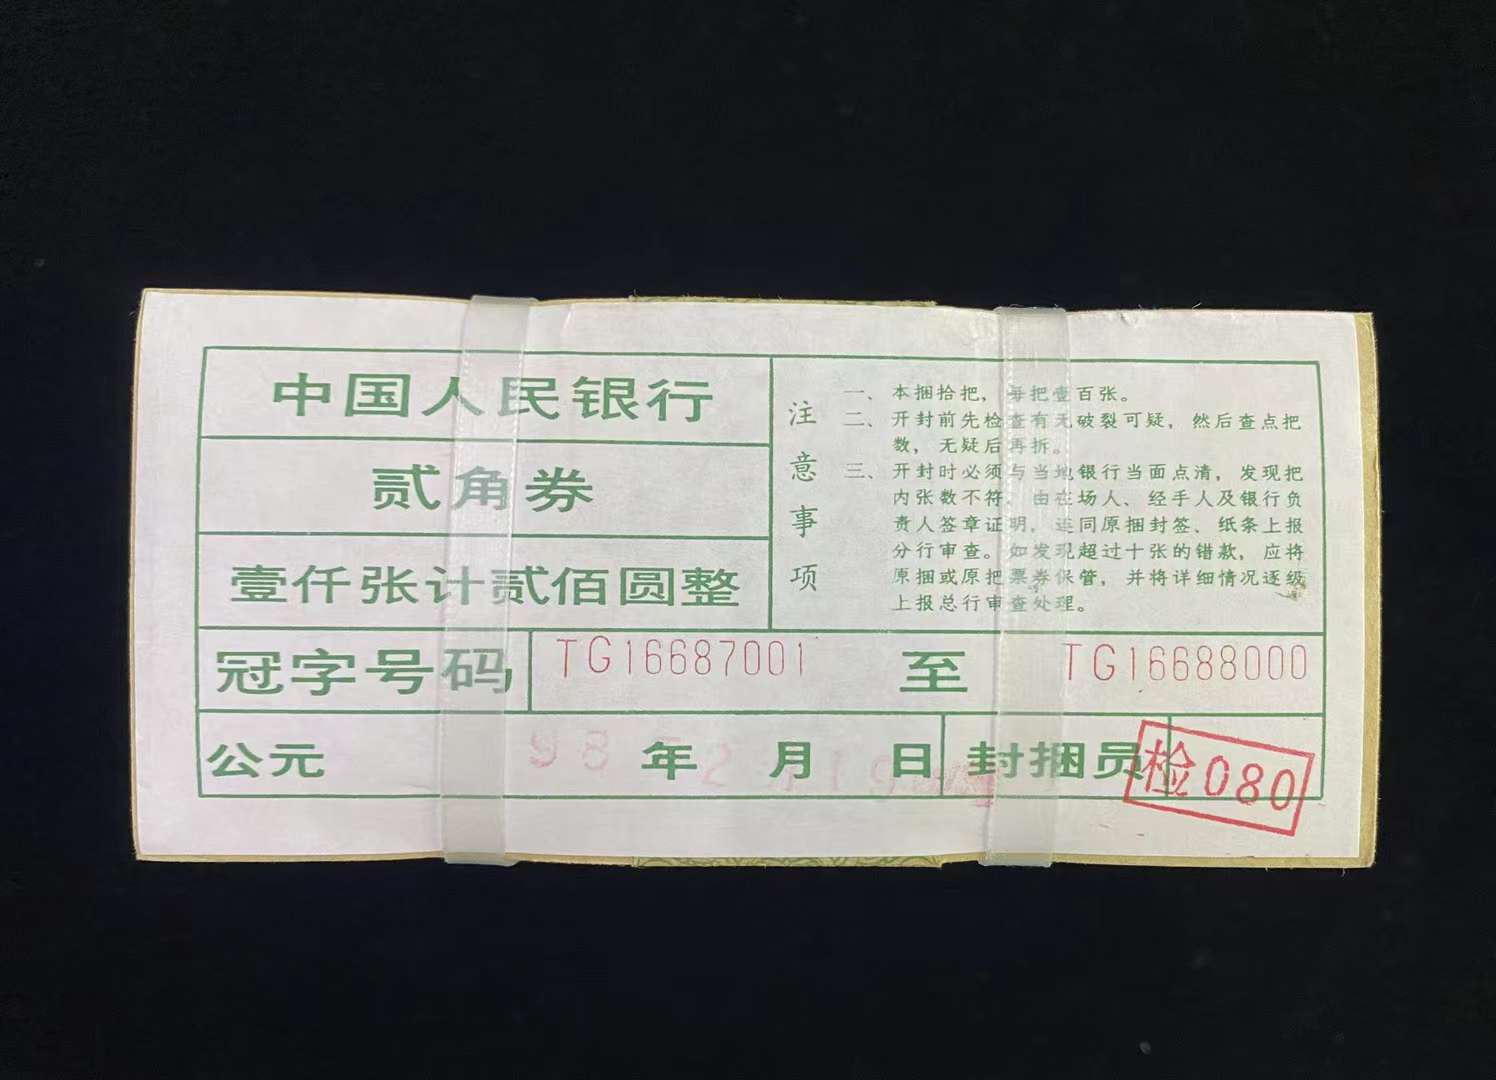 中国人民银行
贰角券
壹仟张计贰佰圆整
注意事项
一、本捆拾把，每把壹百张。
二、开封前先检查有无破裂可疑，然后查点把
数，无疑后再拆。
三、开封时必须与当地银行当面点清，发现把
内张数不符，由在场人、经手人及银行负
责人签章证明，连同原捆封签、纸条上报
分行审查。如发现超过十张的错款，应将
原捆或原把票券保管，并将详细情况逐级
上报总行审查处理。
冠字号码 TG16687001 至 TG16688000
公元 98 年 月 日 封捆员 检080